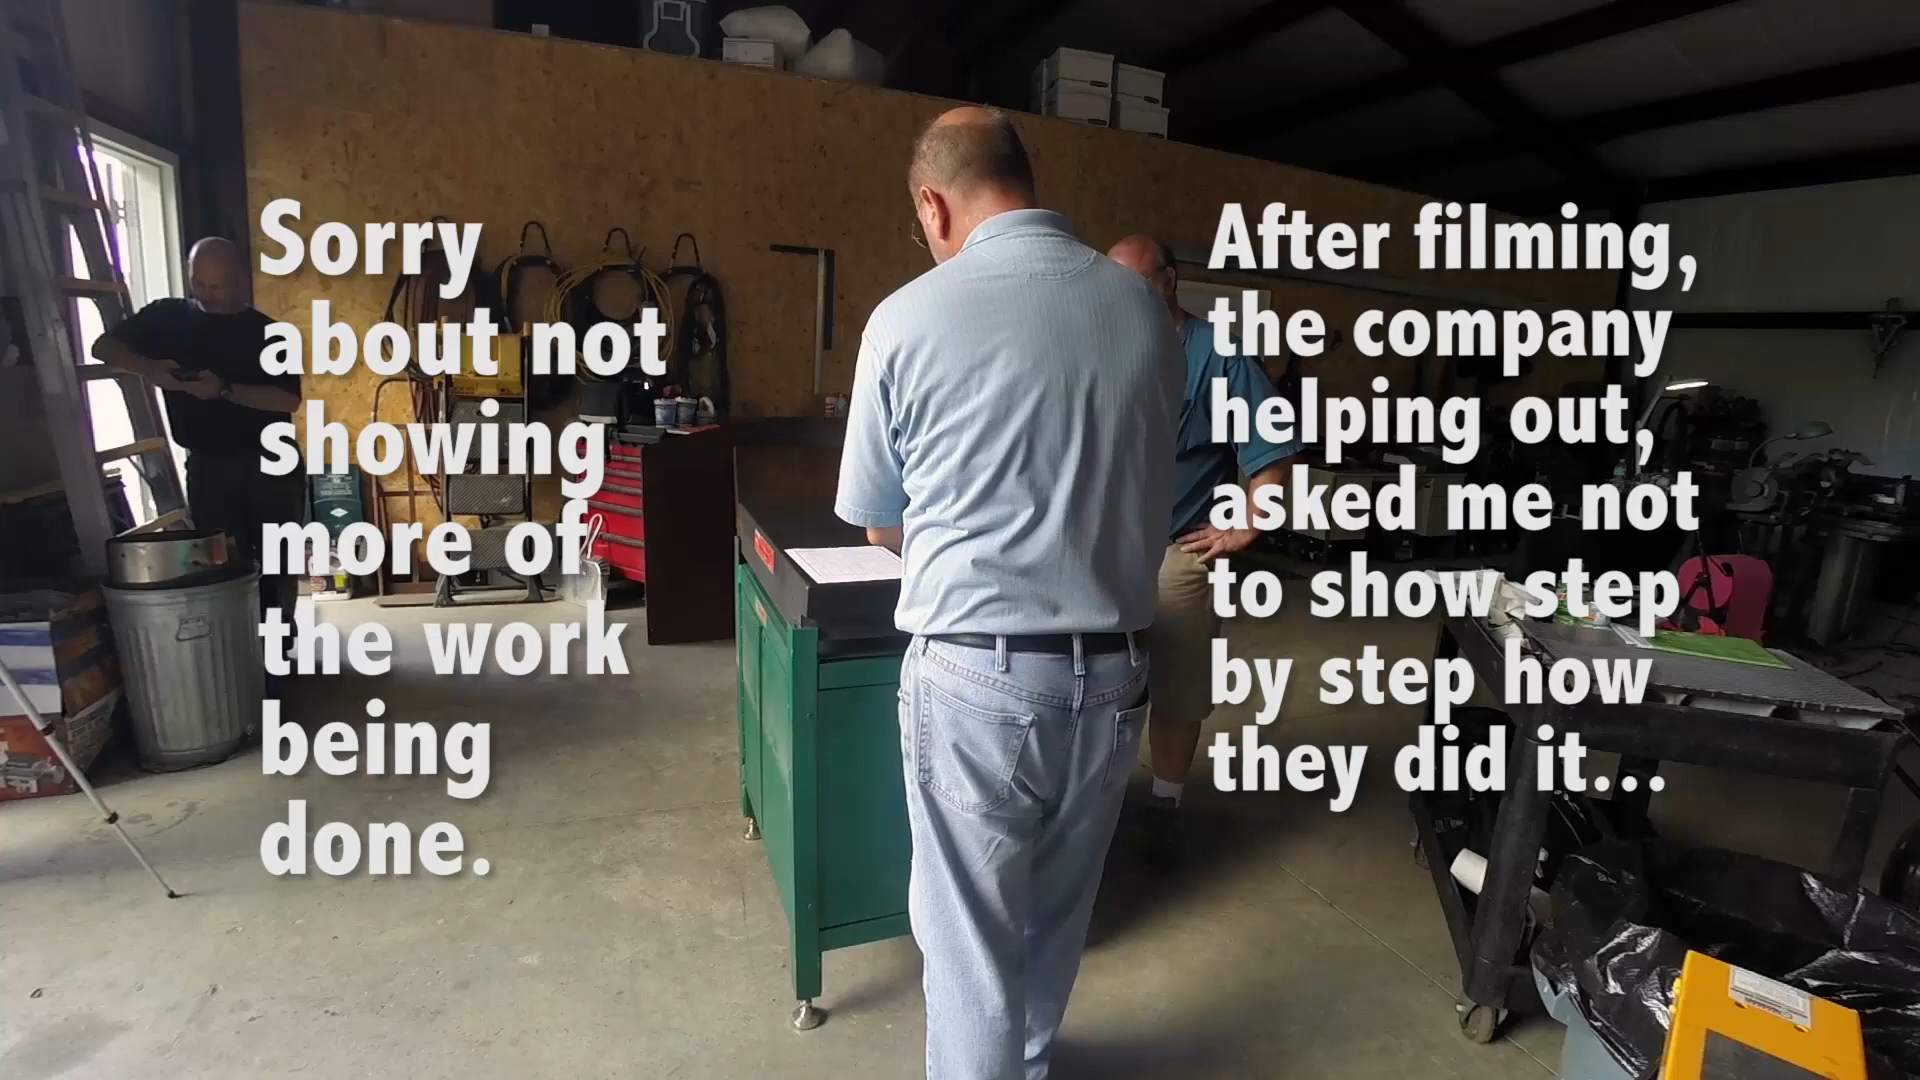 Sorry
about not
showing
more of
the work
being
done.
After filming,
the company
helping out,
asked me not
to show step
by step how
they did it...